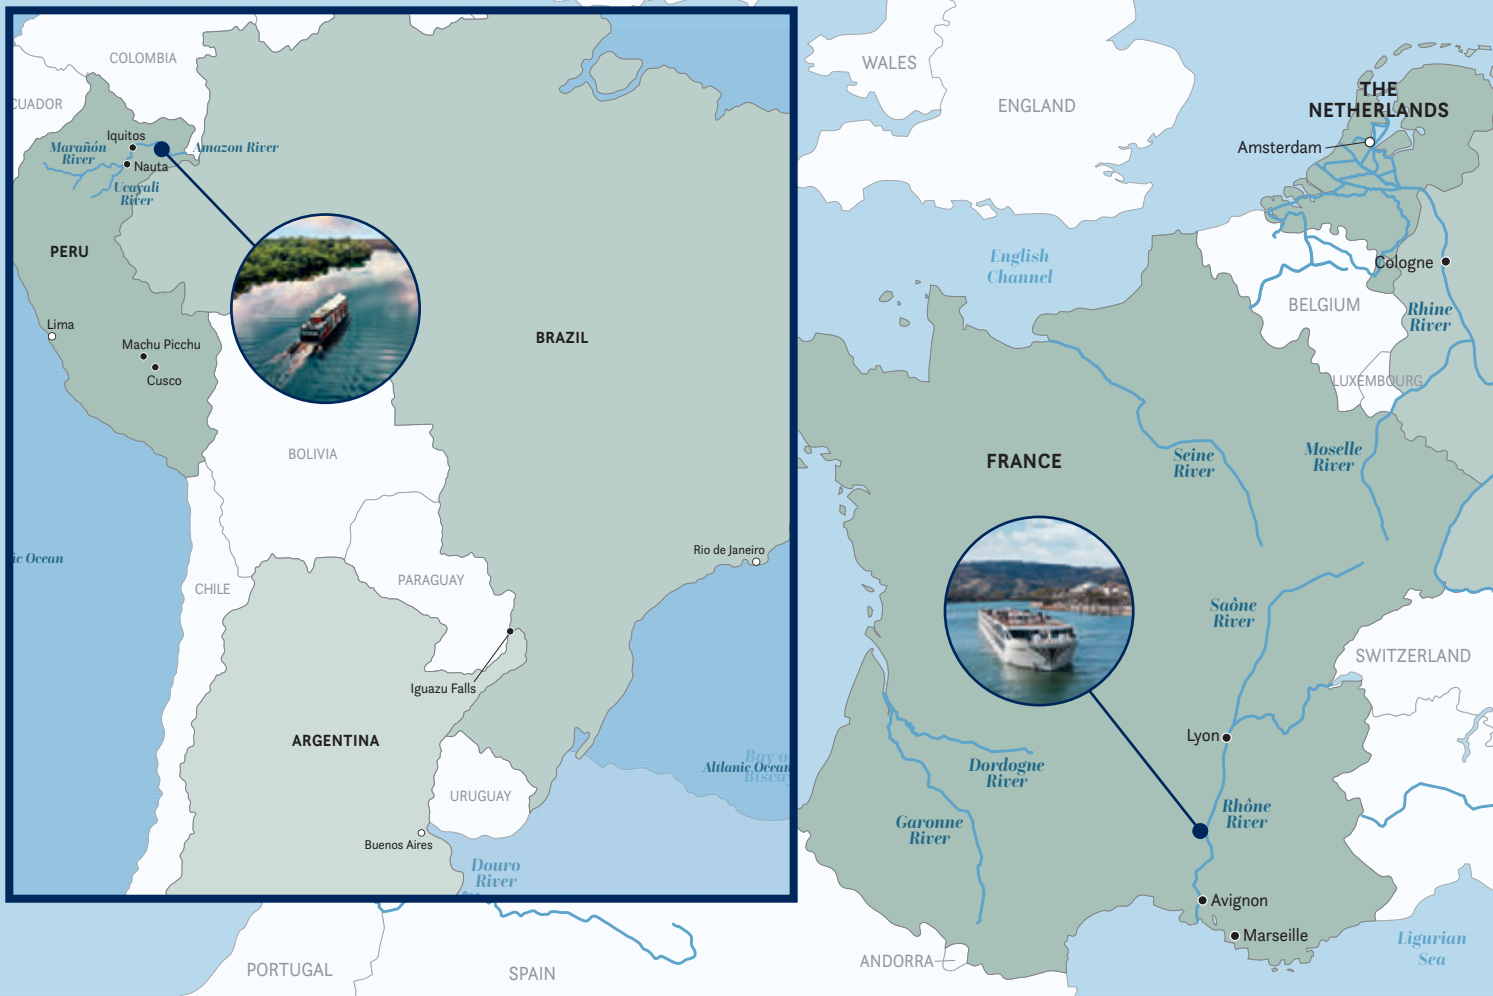 COLOMBIA
CUADOR
Iquitos
Marañón
River
Amazon River
Nauta
Ucayali
River
PERU
Lima
Machu Picchu
Cusco
BRAZIL
BOLIVIA
ic Ocean
CHILE
PARAGUAY
Rio de Janeiro
Iguazu Falls
ARGENTINA
URUGUAY
Buenos Aires
Bay o
Altlanic Ocean
Biscay
Douro
River
PORTUGAL
SPAIN
WALES
ENGLAND
THE
NETHERLANDS
Amsterdam
English
Channel
Cologne
BELGIUM
Rhine
River
LUXEMBOURG
FRANCE
Seine
River
Moselle
River
Saône
River
SWITZERLAND
Lyon
Dordogne
River
Garonne
River
Rhône
River
Avignon
Marseille
ANDORRA
Ligurian
Sea